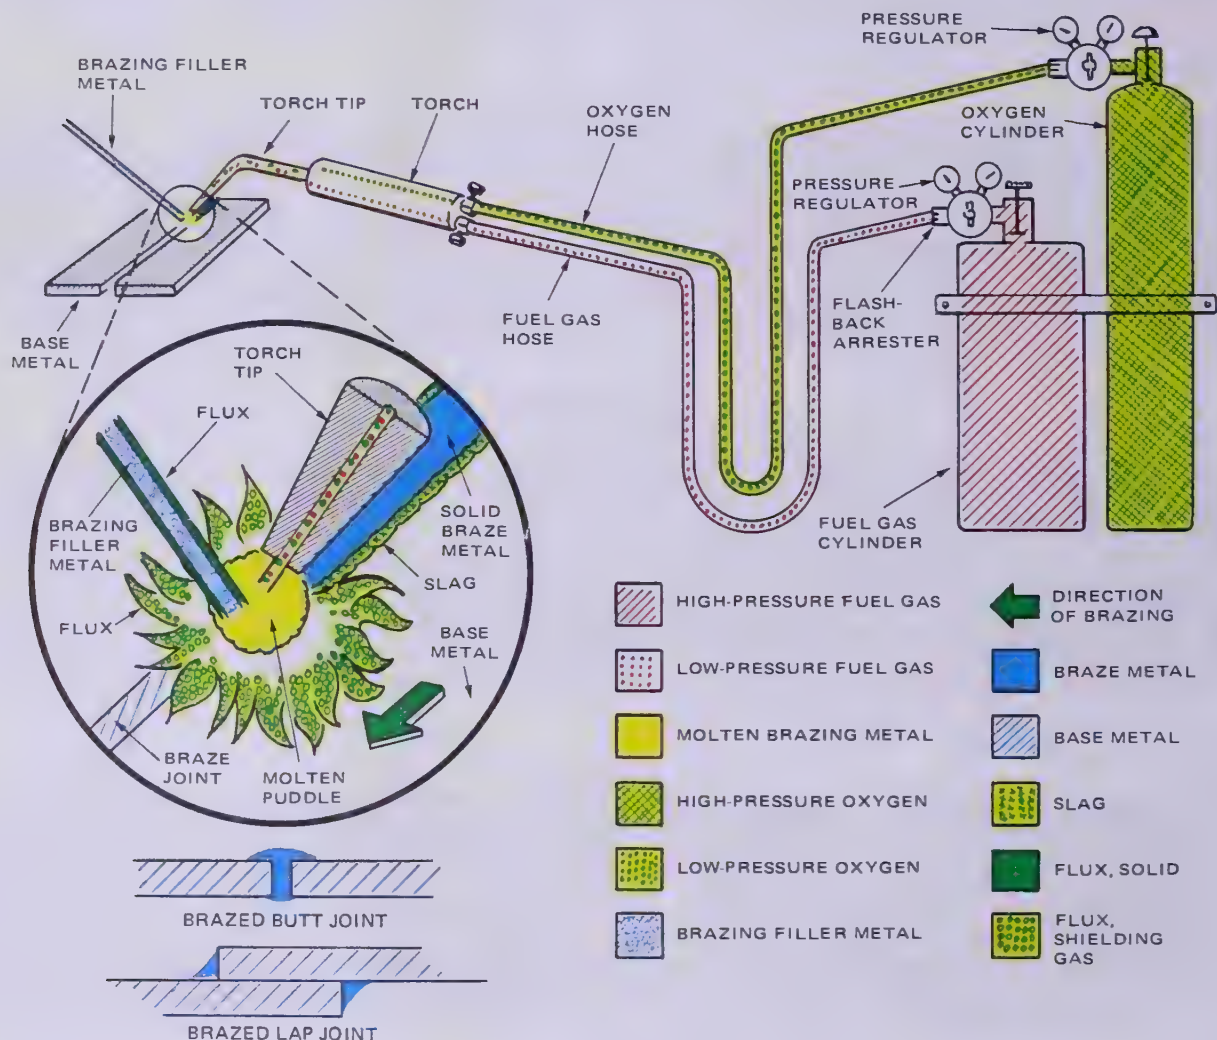 PRESSURE
REGULATOR
BRAZING FILLER
METAL
TORCH TIP
TORCH
OXYGEN
HOSE
OXYGEN
CYLINDER
PRESSURE
REGULATOR
BASE
METAL
FUEL GAS
HOSE
FLASH-
BACK
ARRESTER
FUEL GAS
CYLINDER
TORCH
TIP
FLUX
BRAZING
FILLER
METAL
SOLID
BRAZE
METAL
SLAG
FLUX
BASE
METAL
BRAZE
JOINT
MOLTEN
PUDDLE
HIGH-PRESSURE FUEL GAS
LOW-PRESSURE FUEL GAS
MOLTEN BRAZING METAL
HIGH-PRESSURE OXYGEN
LOW-PRESSURE OXYGEN
BRAZING FILLER METAL
DIRECTION
OF BRAZING
BRAZE METAL
BASE METAL
SLAG
FLUX, SOLID
FLUX,
SHIELDING
GAS
BRAZED BUTT JOINT
BRAZED LAP JOINT